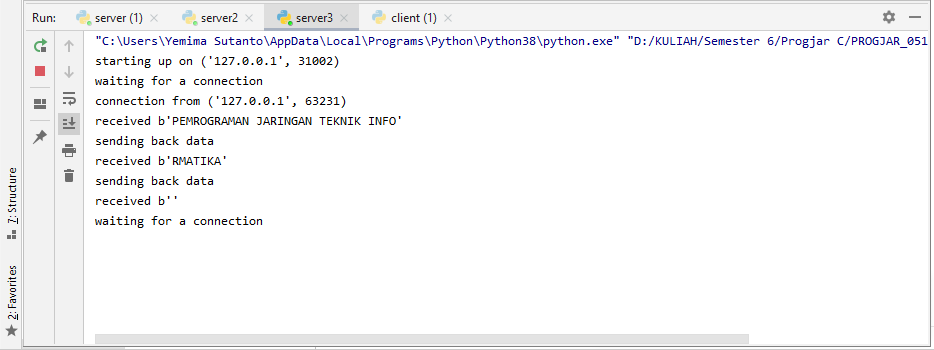 Run: server (1) server2 server3 client (1)
"C:\Users\Yemima Sutanto\AppData\Local\Programs\Python\Python38\python.exe" "D:/KULIAH/Semester 6/Progjar C/PROGJAR_051
starting up on ('127.0.0.1', 31002)
waiting for a connection
connection from ('127.0.0.1', 63231)
received b'PEMROGRAMAN JARINGAN TEKNIK INFO'
sending back data
received b'RMATIKA'
sending back data
received b''
waiting for a connection
7: Structure
2: Favorites